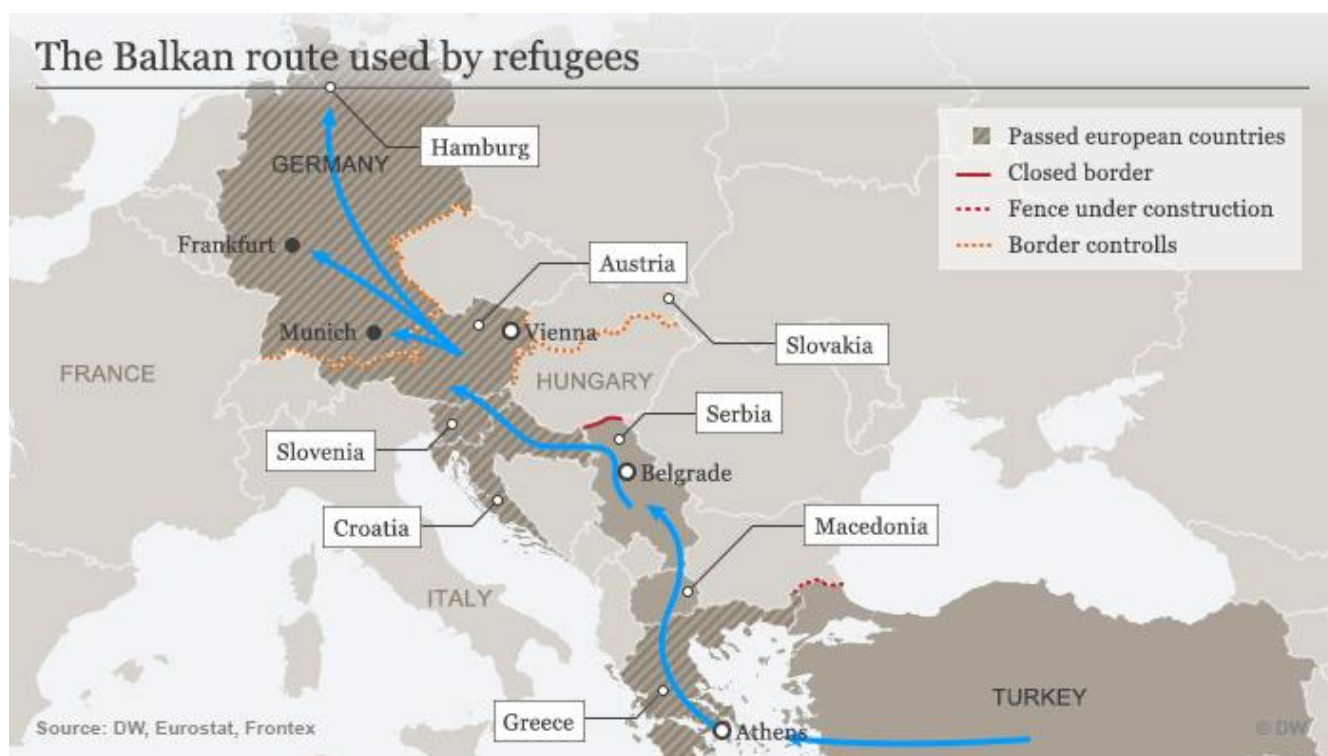 The Balkan route used by refugees
Hamburg
GERMANY
Passed european countries
Closed border
Fence under construction
Border controlls
Frankfurt
Austria
Munich
Vienna
Slovakia
FRANCE
HUNGARY
Serbia
Slovenia
Belgrade
Croatia
Macedonia
ITALY
TURKEY
Greece
Athens
Source: DW, Eurostat, Frontex
© DW